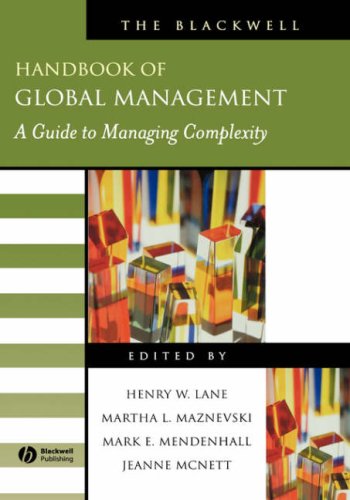 THE BLACKWELL
HANDBOOK OF
GLOBAL MANAGEMENT
A Guide to Managing Complexity
EDITED BY
HENRY W. LANE
MARTHA L. MAZNEVSKI
MARK E. MENDENHALL
JEANNE MCNETT
Blackwell
Publishing